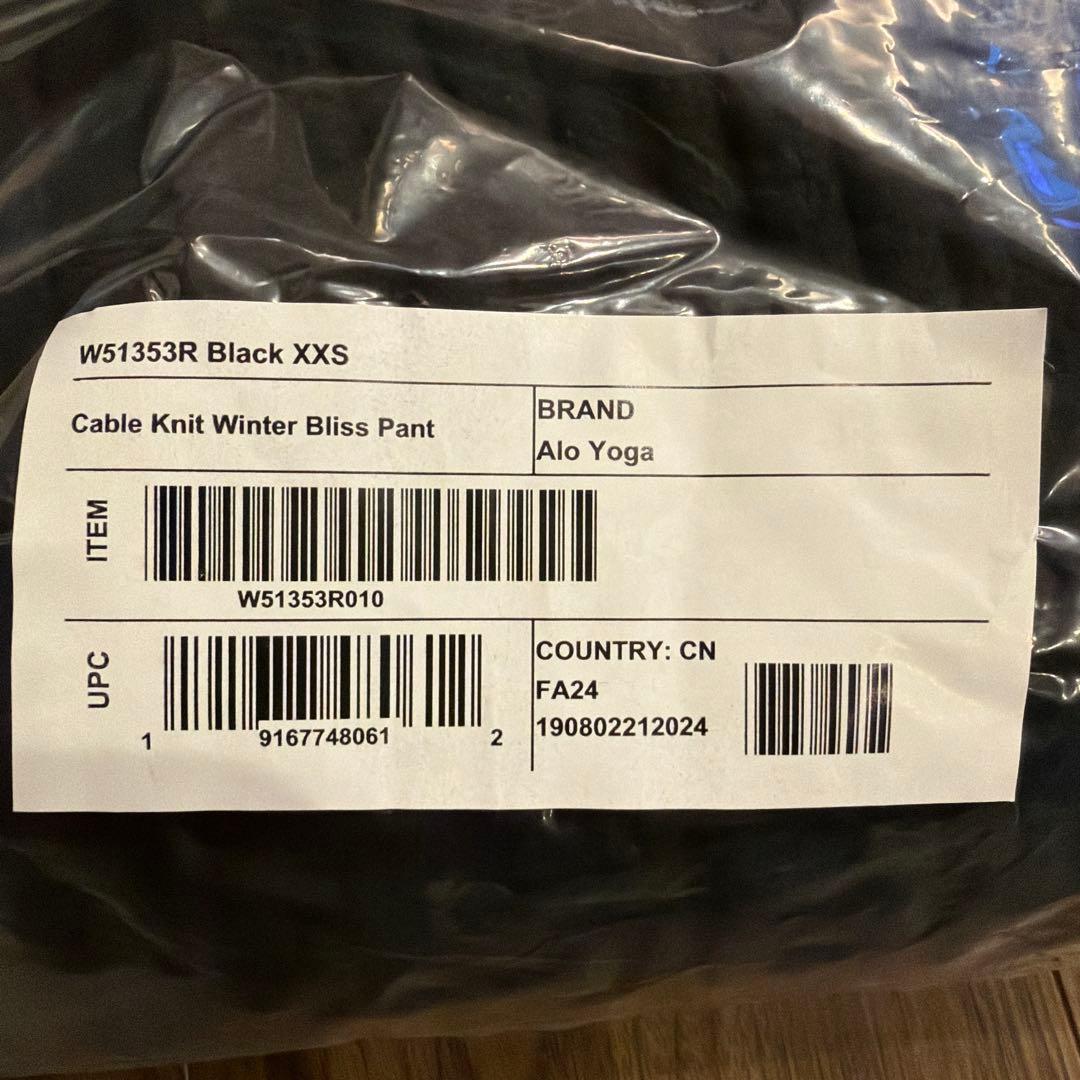 W51353R Black XXS
Cable Knit Winter Bliss Pant
BRAND
Alo Yoga
ITEM
W51353R010
UPC
1 9167748061 2
COUNTRY: CN
FA24
190802212024